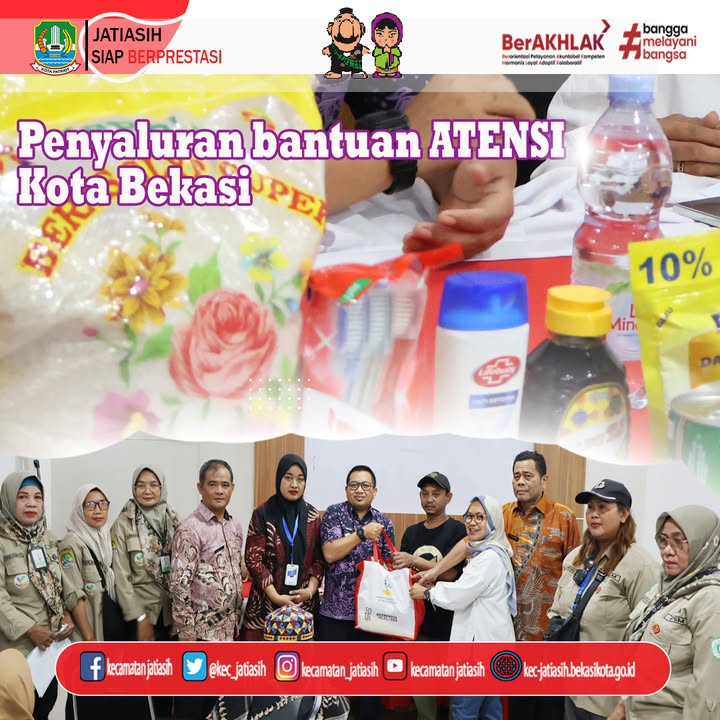 KOTA PATRIOT
JATIASIH
SIAP BERPRESTASI
BerAKHLAK
Berorientasi Pelayanan Akuntabel Kompeten
Harmonis Loyal Adaptif Kolaboratif
#bangga
melayani
bangsa
Penyaluran bantuan ATENSI
Kota Bekasi
SUPER
10%
Lifebuoy
kecamatan jatiasih
@kec_jatiasih
kecamatan_jatiasih
kecamatan jatiasih
kec-jatiasih.bekasikota.go.id